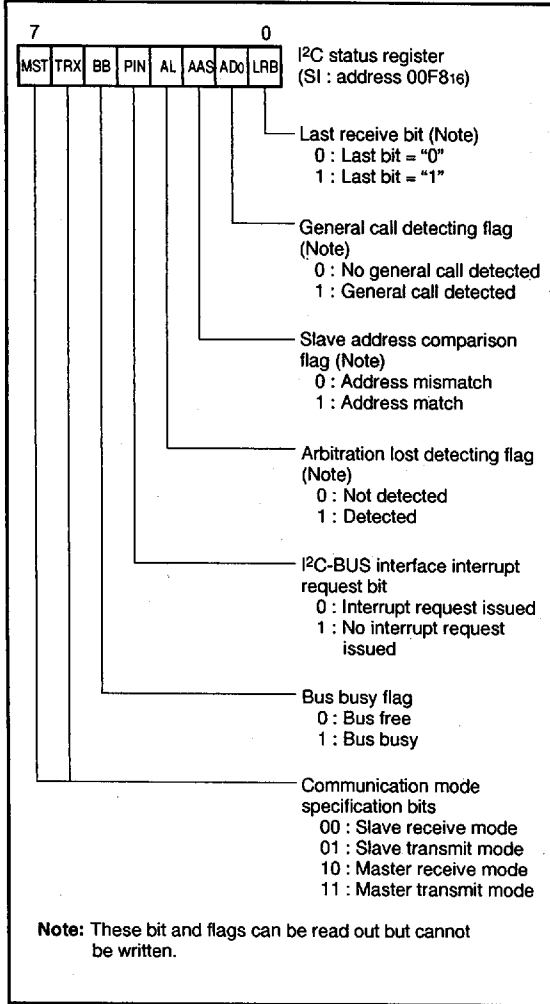 7 0
MST TRX BB PIN AL AAS AD0 LRB
I²C status register
(SI : address 00F8₁₆)
Last receive bit (Note)
0 : Last bit = “0”
1 : Last bit = “1”
General call detecting flag
(Note)
0 : No general call detected
1 : General call detected
Slave address comparison
flag (Note)
0 : Address mismatch
1 : Address match
Arbitration lost detecting flag
(Note)
0 : Not detected
1 : Detected
I²C-BUS interface interrupt
request bit
0 : Interrupt request issued
1 : No interrupt request
issued
Bus busy flag
0 : Bus free
1 : Bus busy
Communication mode
specification bits
00 : Slave receive mode
01 : Slave transmit mode
10 : Master receive mode
11 : Master transmit mode
Note: These bit and flags can be read out but cannot
be written.